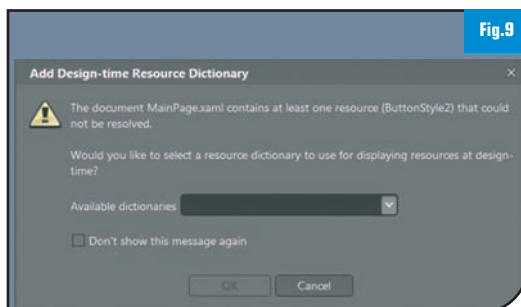 Fig.9
Add Design-time Resource Dictionary
The document MainPage.xaml contains at least one resource (ButtonStyle2) that could
not be resolved.
Would you like to select a resource dictionary to use for displaying resources at design-
time?
Available dictionaries
Don't show this message again
OK
Cancel